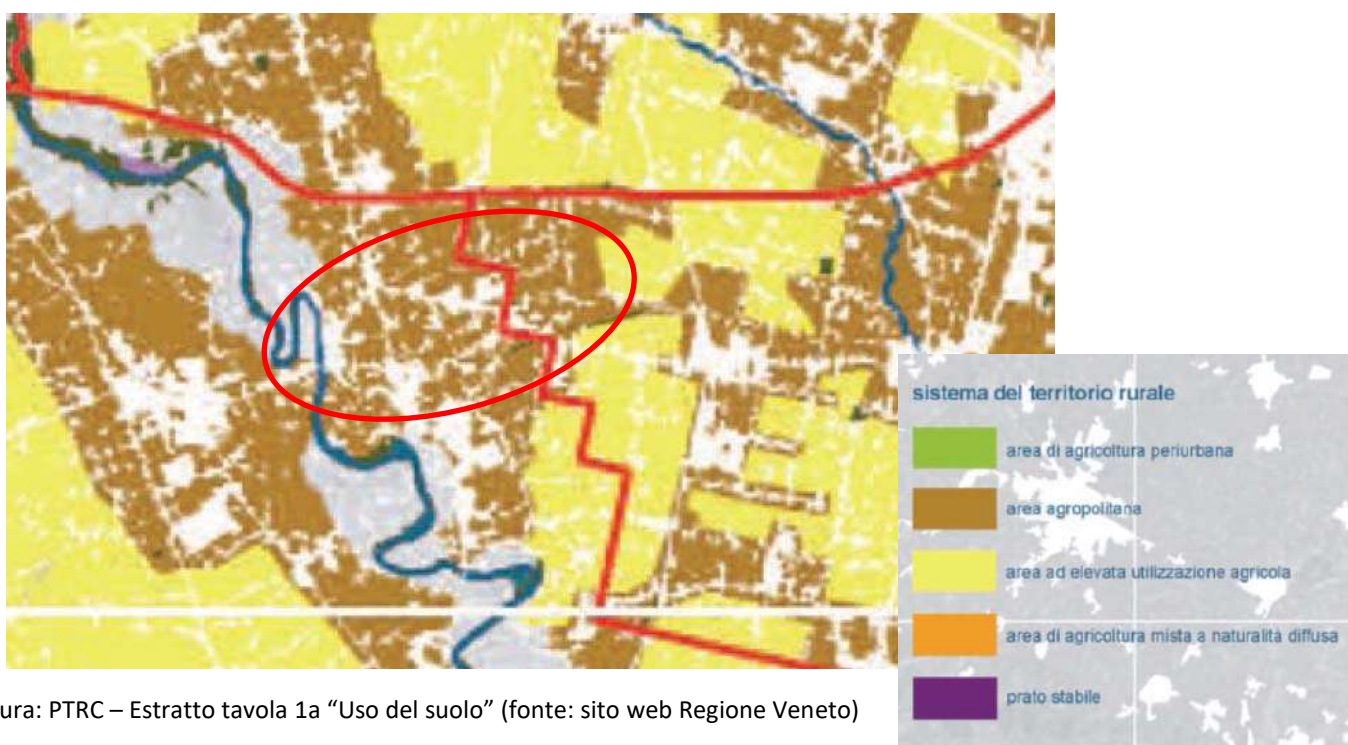 sistema del territorio rurale
area di agricoltura periurbana
area agropolitana
area ad elevata utilizzazione agricola
area di agricoltura mista a naturalità diffusa
prato stabile
ura: PTRC – Estratto tavola 1a “Uso del suolo” (fonte: sito web Regione Veneto)